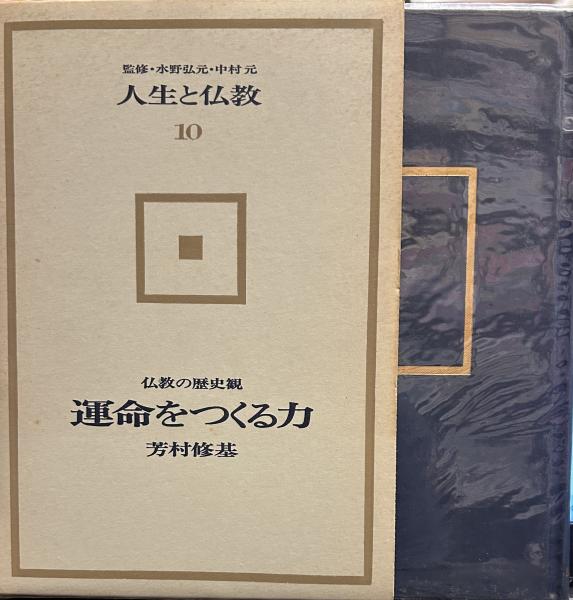 監修・水野弘元・中村 元
人生と仏教
10
仏教の歴史観
運命をつくる力
芳村修基